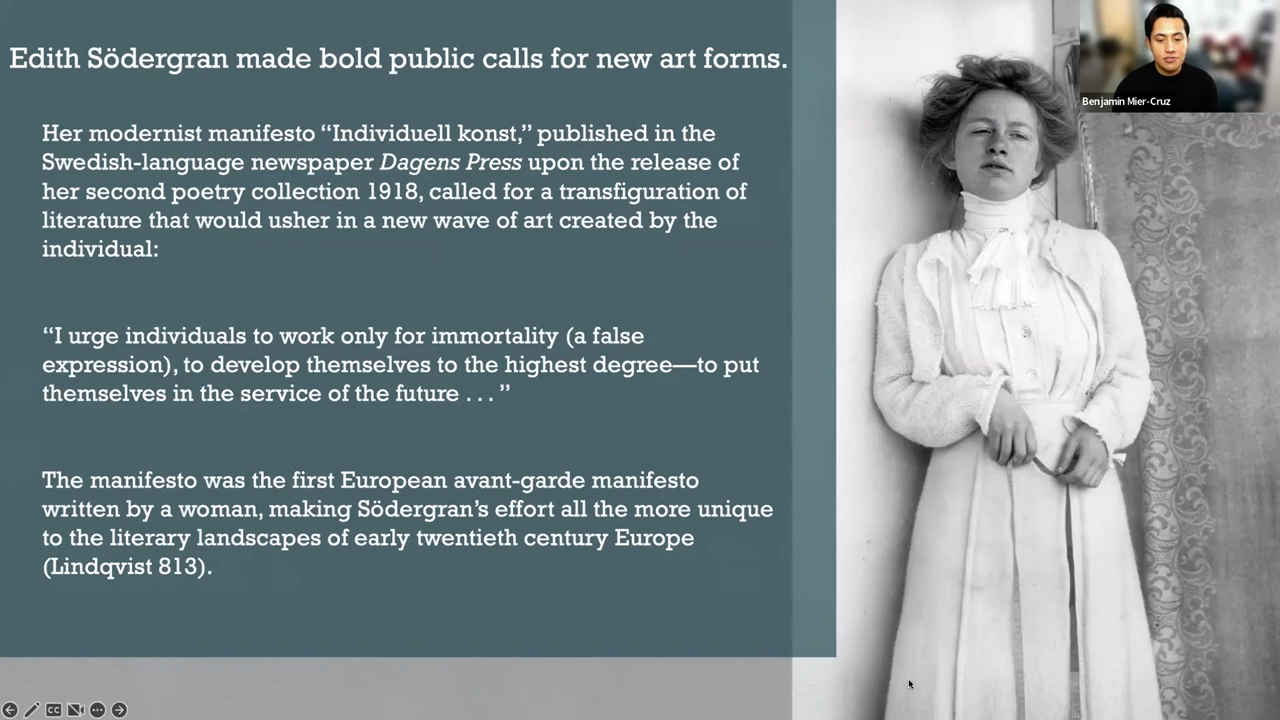 Edith Södergran made bold public calls for new art forms.
Her modernist manifesto “Individuell konst,” published in the
Swedish-language newspaper Dagens Press upon the release of
her second poetry collection 1918, called for a transfiguration of
literature that would usher in a new wave of art created by the
individual:
“I urge individuals to work only for immortality (a false
expression), to develop themselves to the highest degree—to put
themselves in the service of the future . . . ”
The manifesto was the first European avant-garde manifesto
written by a woman, making Södergran’s effort all the more unique
to the literary landscapes of early twentieth century Europe
(Lindqvist 813).
Benjamin Mier-Cruz
CC